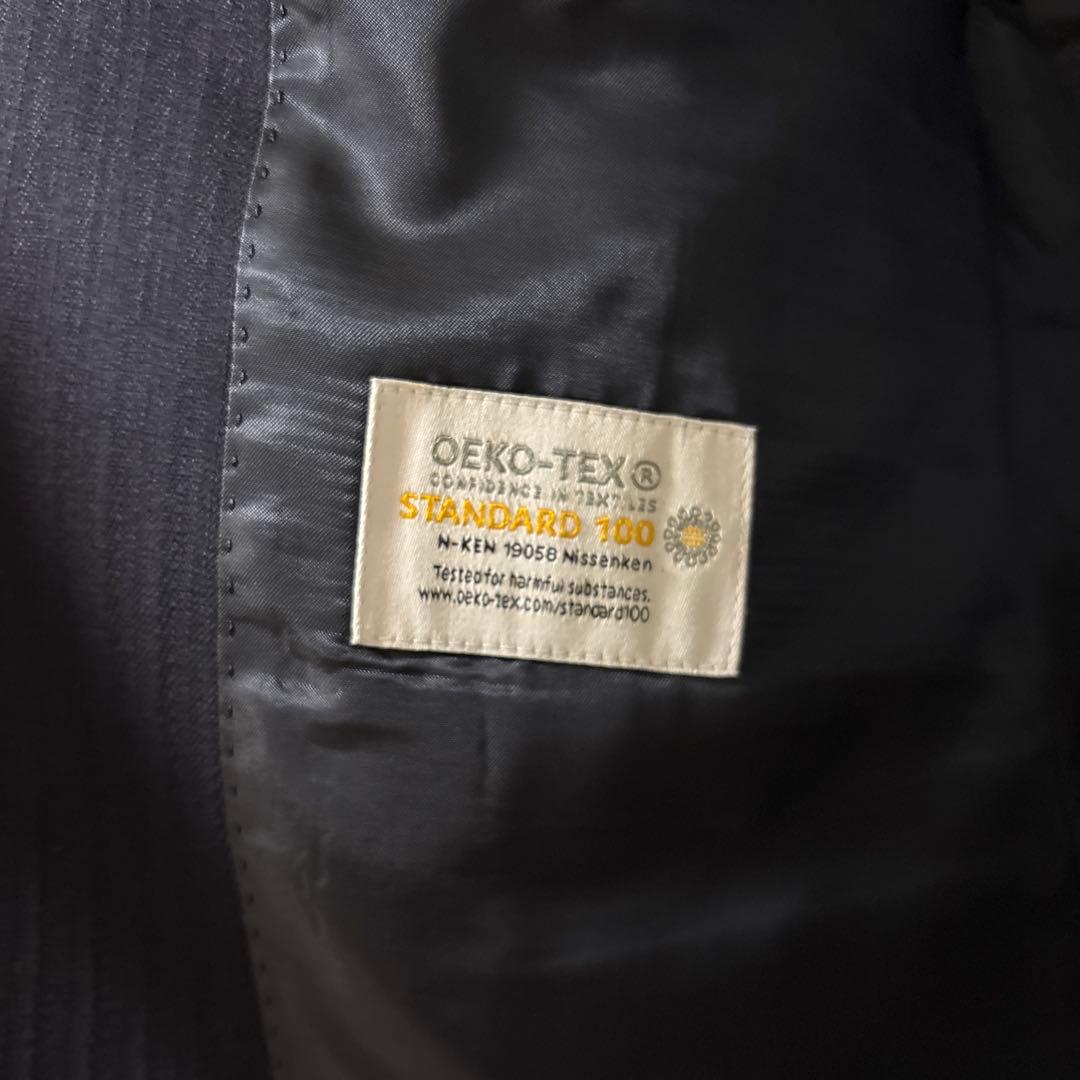 OEKO-TEX®
CONFIDENCE IN TEXTILES
STANDARD 100
N-KEN 19058 Nissenken
Tested for harmful substances.
www.oeko-tex.com/standard100